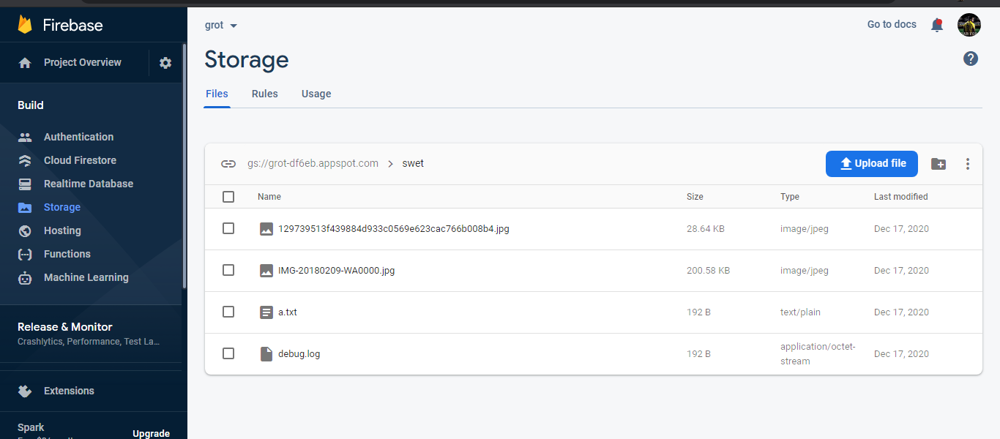 Firebase
Project Overview
Build
Authentication
Cloud Firestore
Realtime Database
Storage
Hosting
Functions
Machine Learning
Release & Monitor
Crashlytics, Performance, Test La...
Extensions
Spark
Upgrade
grot
Go to docs
Storage
Files Rules Usage
gs://grot-df6eb.appspot.com > swet
Upload file
Name Size Type Last modified
129739513f439884d933c0569e623cac766b008b4.jpg 28.64 KB image/jpeg Dec 17, 2020
IMG-20180209-WA0000.jpg 200.58 KB image/jpeg Dec 17, 2020
a.txt 192 B text/plain Dec 17, 2020
debug.log 192 B application/octet-stream Dec 17, 2020